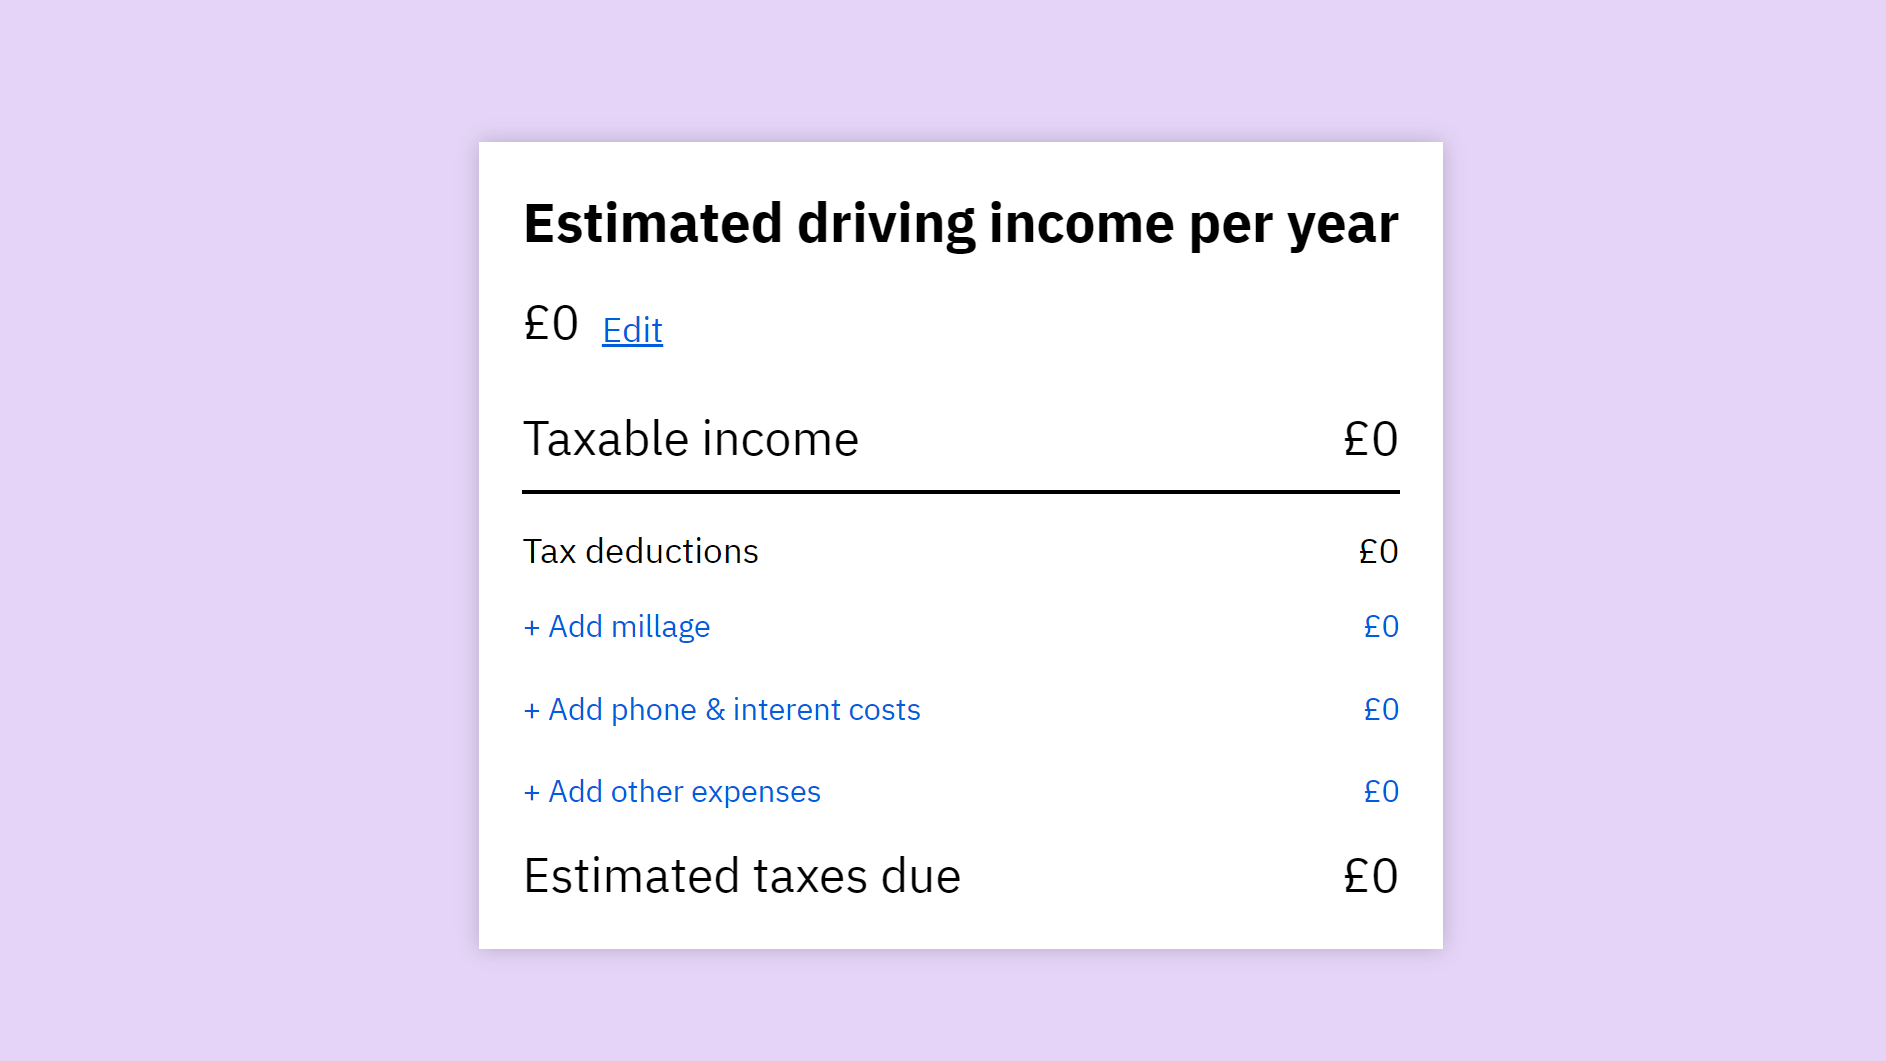 Estimated driving income per year
£0 Edit
Taxable income £0
Tax deductions £0
+ Add millage £0
+ Add phone & interent costs £0
+ Add other expenses £0
Estimated taxes due £0